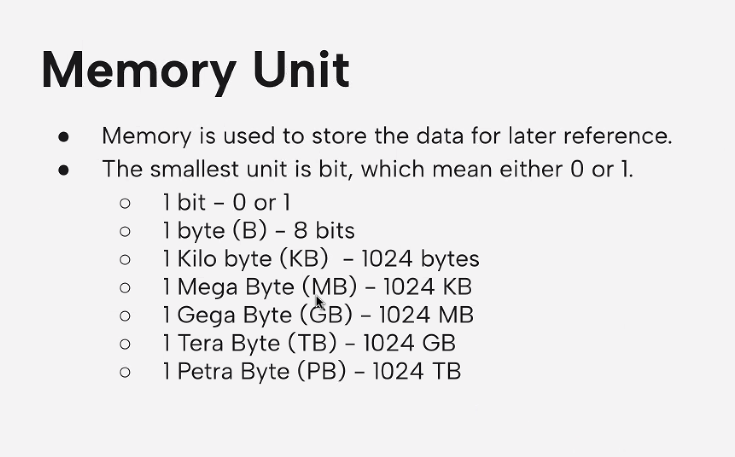 Memory Unit
● Memory is used to store the data for later reference.
● The smallest unit is bit, which mean either 0 or 1.
○ 1 bit – 0 or 1
○ 1 byte (B) – 8 bits
○ 1 Kilo byte (KB) – 1024 bytes
○ 1 Mega Byte (MB) – 1024 KB
○ 1 Gega Byte (GB) – 1024 MB
○ 1 Tera Byte (TB) – 1024 GB
○ 1 Petra Byte (PB) – 1024 TB